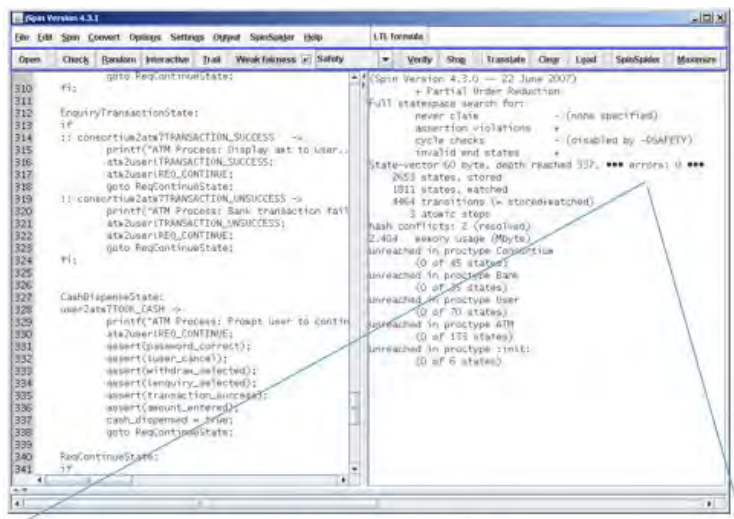 jSpin Version 4.3.1
File Edit Spin Convert Options Settings Output SpinSpider Help
LTL formula
Open Check Random Interactive Trail Weak fairness Safety Verify Stop Translate Clear Load SpinSpider Maximize
goto ReqContinueState;
310 fi;
311
312 EnquiryTransactionState:
313 if
314 :: consortium2atm?TRANSACTION_SUCCESS ->
315 printf("ATM Process: Display amt to user..
316 atm2user!TRANSACTION_SUCCESS;
317 atm2user!REQ_CONTINUE;
318 goto ReqContinueState;
319 :: consortium2atm?TRANSACTION_UNSUCCESS ->
320 printf("ATM Process: Bank transaction fail
321 atm2user!TRANSACTION_UNSUCCESS;
322 atm2user!REQ_CONTINUE;
323 goto ReqContinueState;
324 fi;
325
326
327 CashDispenseState:
328 user2atm?TOOK_CASH ->
329 printf("ATM Process: Prompt user to contin
330 atm2user!REQ_CONTINUE;
331 assert(password_correct);
332 assert(!user_cancel);
333 assert(withdraw_selected);
334 assert(!enquiry_selected);
335 assert(transaction_success);
336 assert(amount_entered);
337 cash_dispensed = true;
338 goto ReqContinueState;
339
340 ReqContinueState:
341 if
(Spin Version 4.3.0 -- 22 June 2007)
+ Partial Order Reduction
Full statespace search for:
never claim - (none specified)
assertion violations +
cycle checks - (disabled by -DSAFETY)
invalid end states +
State-vector 60 byte, depth reached 337, *** errors: 0 ***
2653 states, stored
1811 states, matched
4464 transitions (= stored+matched)
3 atomic steps
hash conflicts: 2 (resolved)
2.404 memory usage (Mbyte)
unreached in proctype Consortium
(0 of 45 states)
unreached in proctype Bank
(0 of 35 states)
unreached in proctype User
(0 of 70 states)
unreached in proctype ATM
(0 of 133 states)
unreached in proctype :init:
(0 of 6 states)